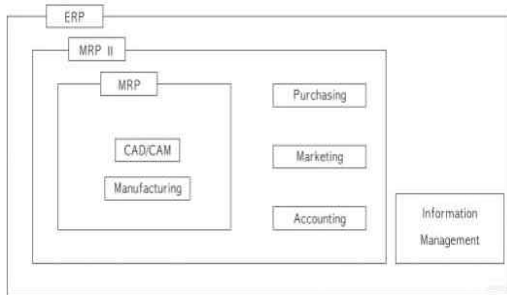 ERP
MRP II
MRP
Purchasing
CAD/CAM
Marketing
Manufacturing
Accounting
Information
Management